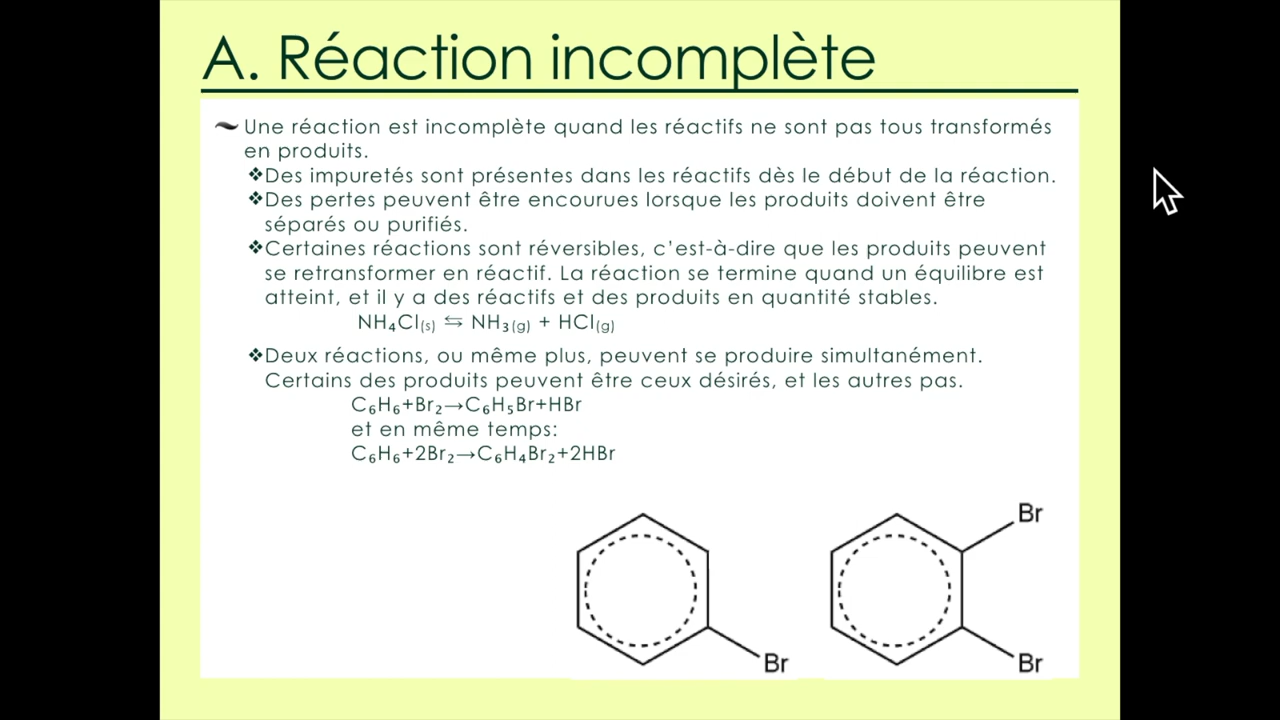 A. Réaction incomplète
Une réaction est incomplète quand les réactifs ne sont pas tous transformés
en produits.
❖Des impuretés sont présentes dans les réactifs dès le début de la réaction.
❖Des pertes peuvent être encourues lorsque les produits doivent être
séparés ou purifiés.
❖Certaines réactions sont réversibles, c’est-à-dire que les produits peuvent
se retransformer en réactif. La réaction se termine quand un équilibre est
atteint, et il y a des réactifs et des produits en quantité stables.
NH₄Cl(s) ⇆ NH₃(g) + HCl(g)
❖Deux réactions, ou même plus, peuvent se produire simultanément.
Certains des produits peuvent être ceux désirés, et les autres pas.
C₆H₆+Br₂→C₆H₅Br+HBr
et en même temps:
C₆H₆+2Br₂→C₆H₄Br₂+2HBr
Br
Br
Br